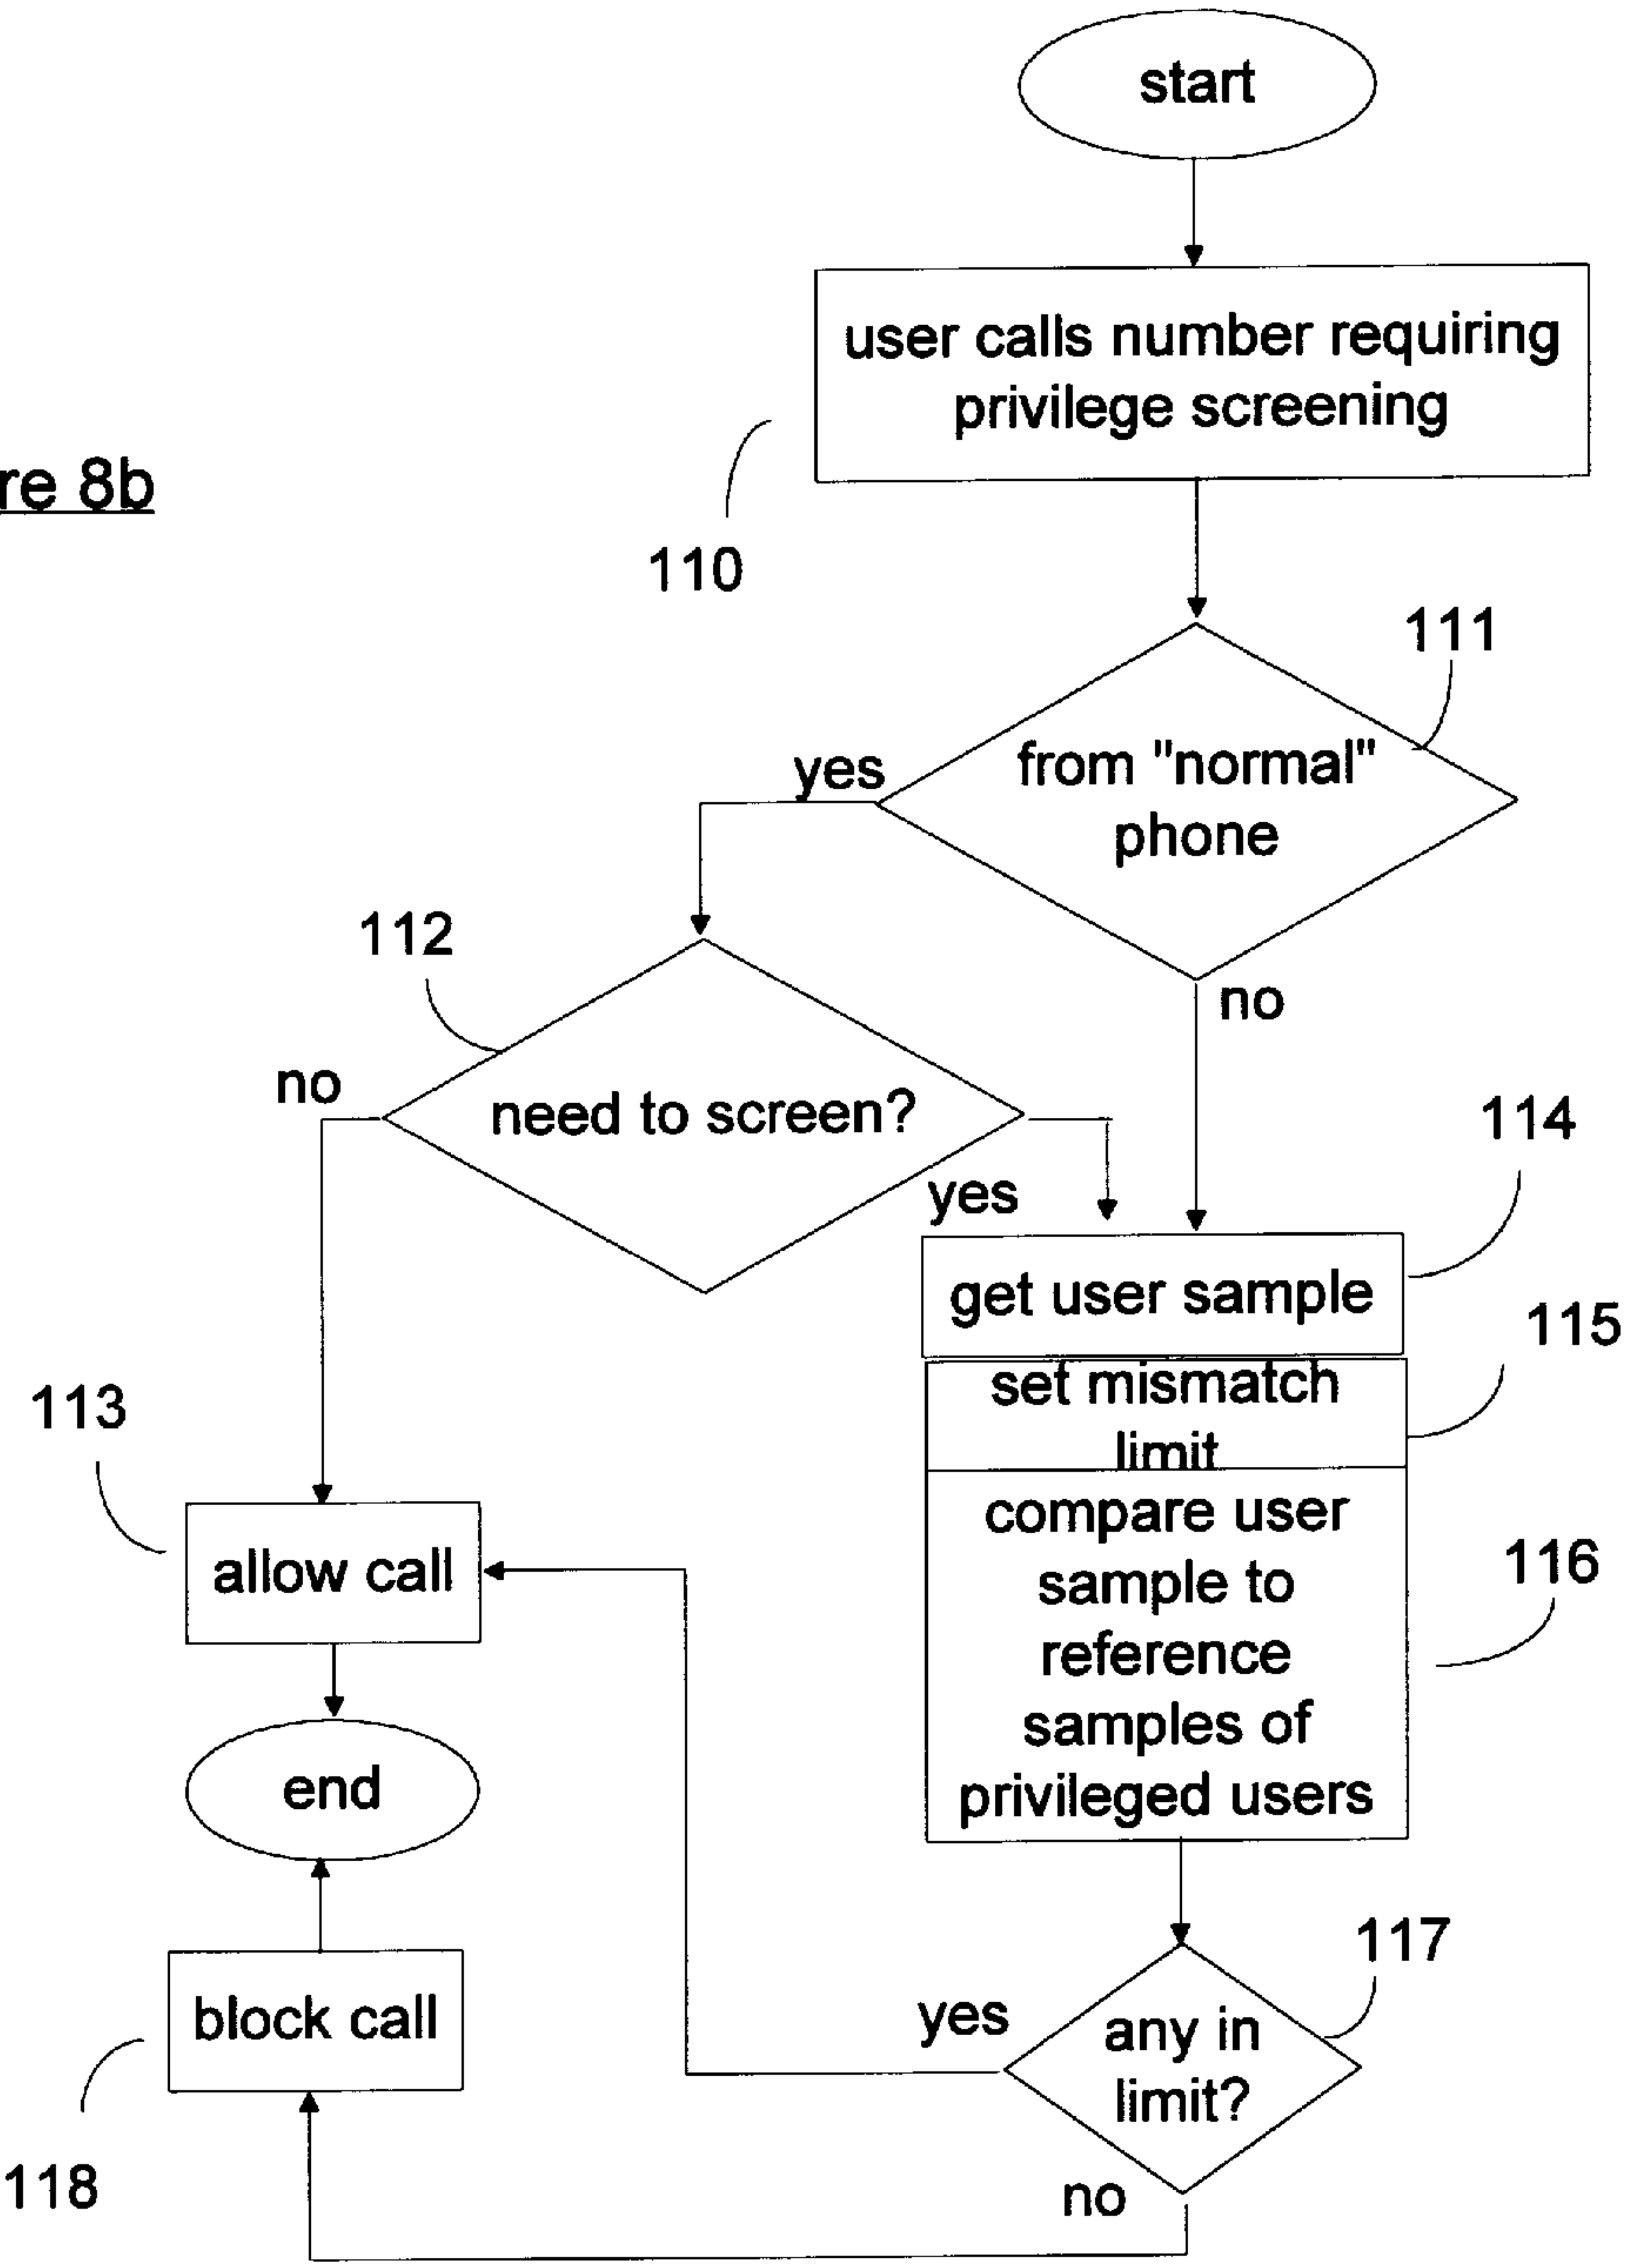 start
user calls number requiring
privilege screening
re 8b
110
111
from "normal"
phone
yes
no
112
need to screen?
no
yes
114
get user sample
115
set mismatch
limit
113
allow call
compare user
sample to
reference
samples of
privileged users
116
end
117
any in
limit?
yes
no
block call
118